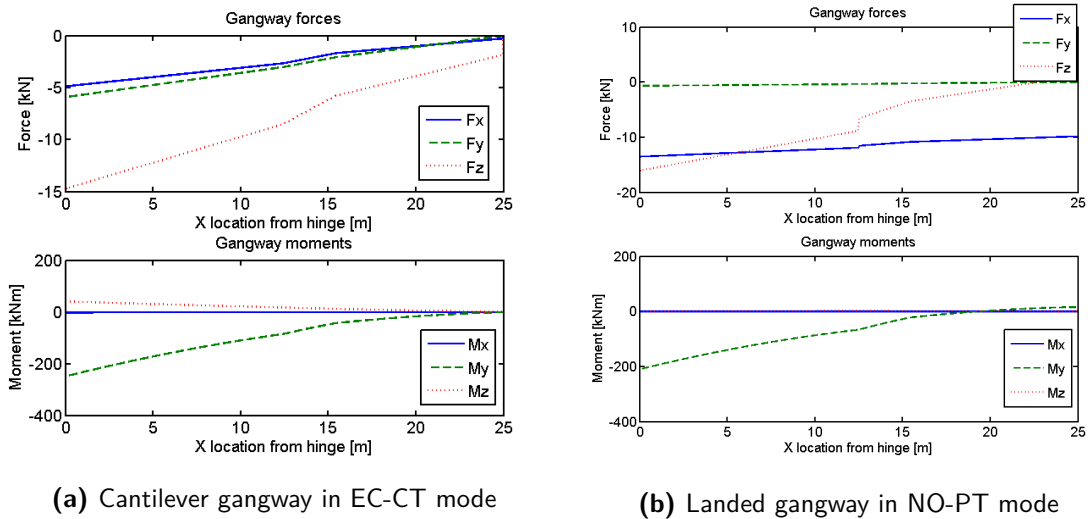 Gangway forces
0
-5
-10
-15
Force [kN]
Fx
Fy
Fz
0 5 10 15 20 25
X location from hinge [m]
Gangway moments
200
0
-200
-400
Moment [kNm]
Mx
My
Mz
0 5 10 15 20 25
X location from hinge [m]
(a) Cantilever gangway in EC-CT mode
Gangway forces
10
0
-10
-20
Force [kN]
Fx
Fy
Fz
0 5 10 15 20 25
X location from hinge [m]
Gangway moments
200
0
-200
-400
Moment [kNm]
Mx
My
Mz
0 5 10 15 20 25
X location from hinge [m]
(b) Landed gangway in NO-PT mode